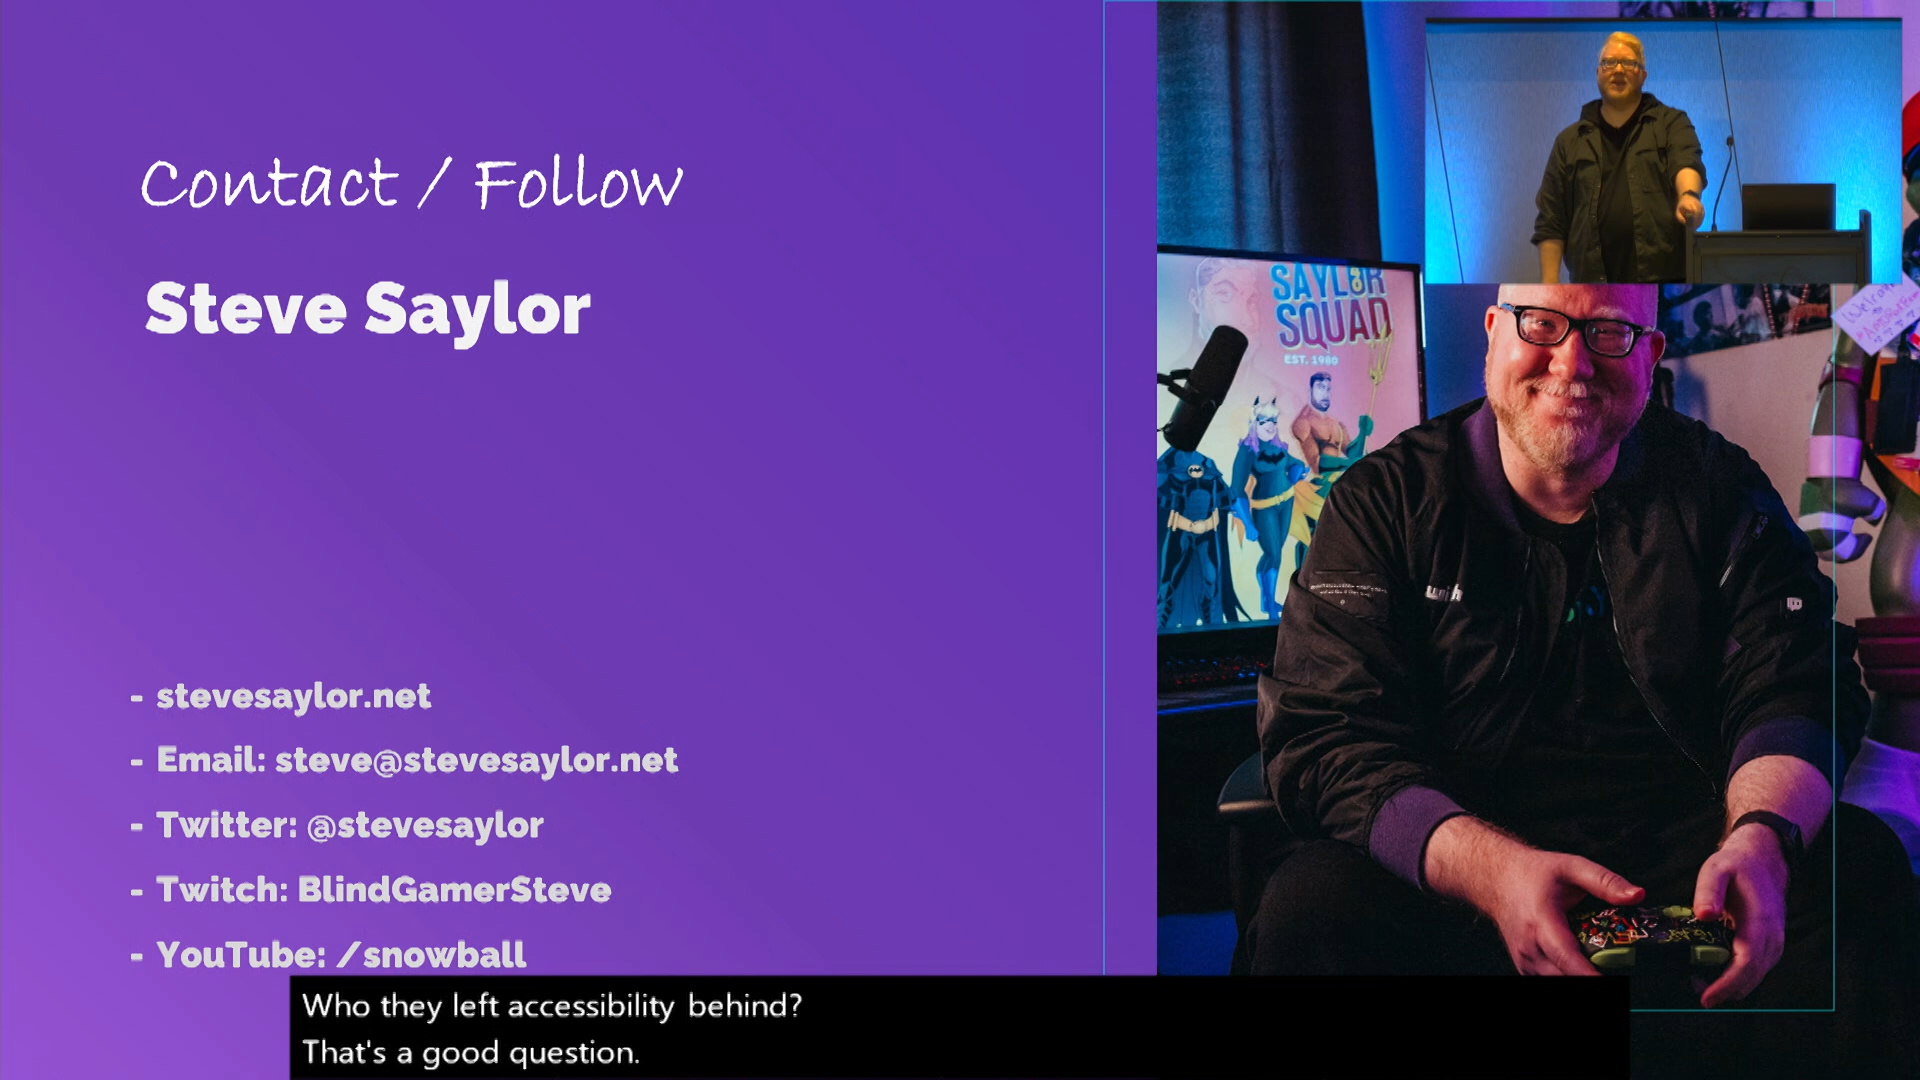 Contact / Follow
Steve Saylor
- stevesaylor.net
- Email: steve@stevesaylor.net
- Twitter: @stevesaylor
- Twitch: BlindGamerSteve
- YouTube: /snowball
SAYLOR
SQUAD
EST. 1980
Who they left accessibility behind?
That's a good question.